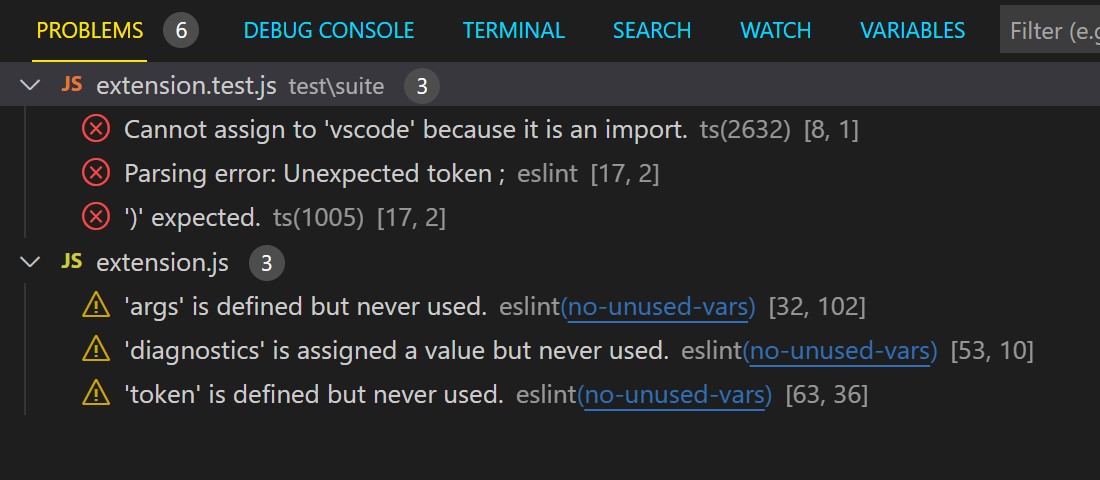 PROBLEMS 6 DEBUG CONSOLE TERMINAL SEARCH WATCH VARIABLES Filter (e.g
JS extension.test.js test\suite 3
Cannot assign to 'vscode' because it is an import. ts(2632) [8, 1]
Parsing error: Unexpected token ; eslint [17, 2]
')' expected. ts(1005) [17, 2]
JS extension.js 3
'args' is defined but never used. eslint(no-unused-vars) [32, 102]
'diagnostics' is assigned a value but never used. eslint(no-unused-vars) [53, 10]
'token' is defined but never used. eslint(no-unused-vars) [63, 36]